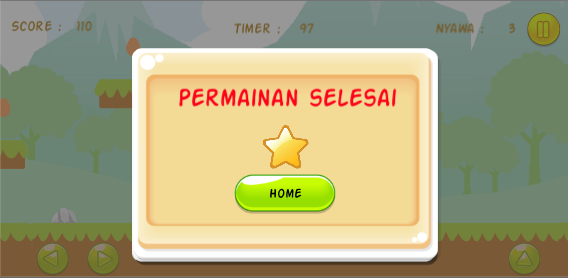 SCORE : 110
TIMER : 97
NYAWA : 3
PERMAINAN SELESAI
HOME